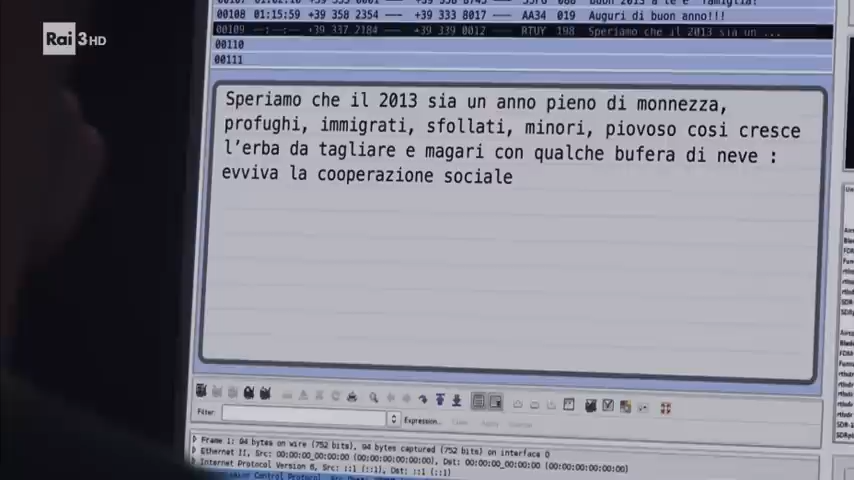 00108 01:15:59 +39 358 2354 +39 333 8017 AA34 019 Auguri di buon anno!!!
00109 +39 337 2184 +39 339 0012 RTUY 198 Speriamo che il 2013 sia un ...
00110
00111
Rai 3HD
Speriamo che il 2013 sia un anno pieno di monnezza,
profughi, immigrati, sfollati, minori, piovoso cosi cresce
l'erba da tagliare e magari con qualche bufera di neve :
evviva la cooperazione sociale
Filter: Expression...
Frame 1: 94 bytes on wire (752 bits), 94 bytes captured (752 bits) on interface 0
Ethernet II, Src: 00:00:00_00:00:00 (00:00:00:00:00:00), Dst: 00:00:00_00:00:00 (00:00:00:00:00:00)
Internet Protocol Version 6, Src: ::1 (::1), Dst: ::1 (::1)